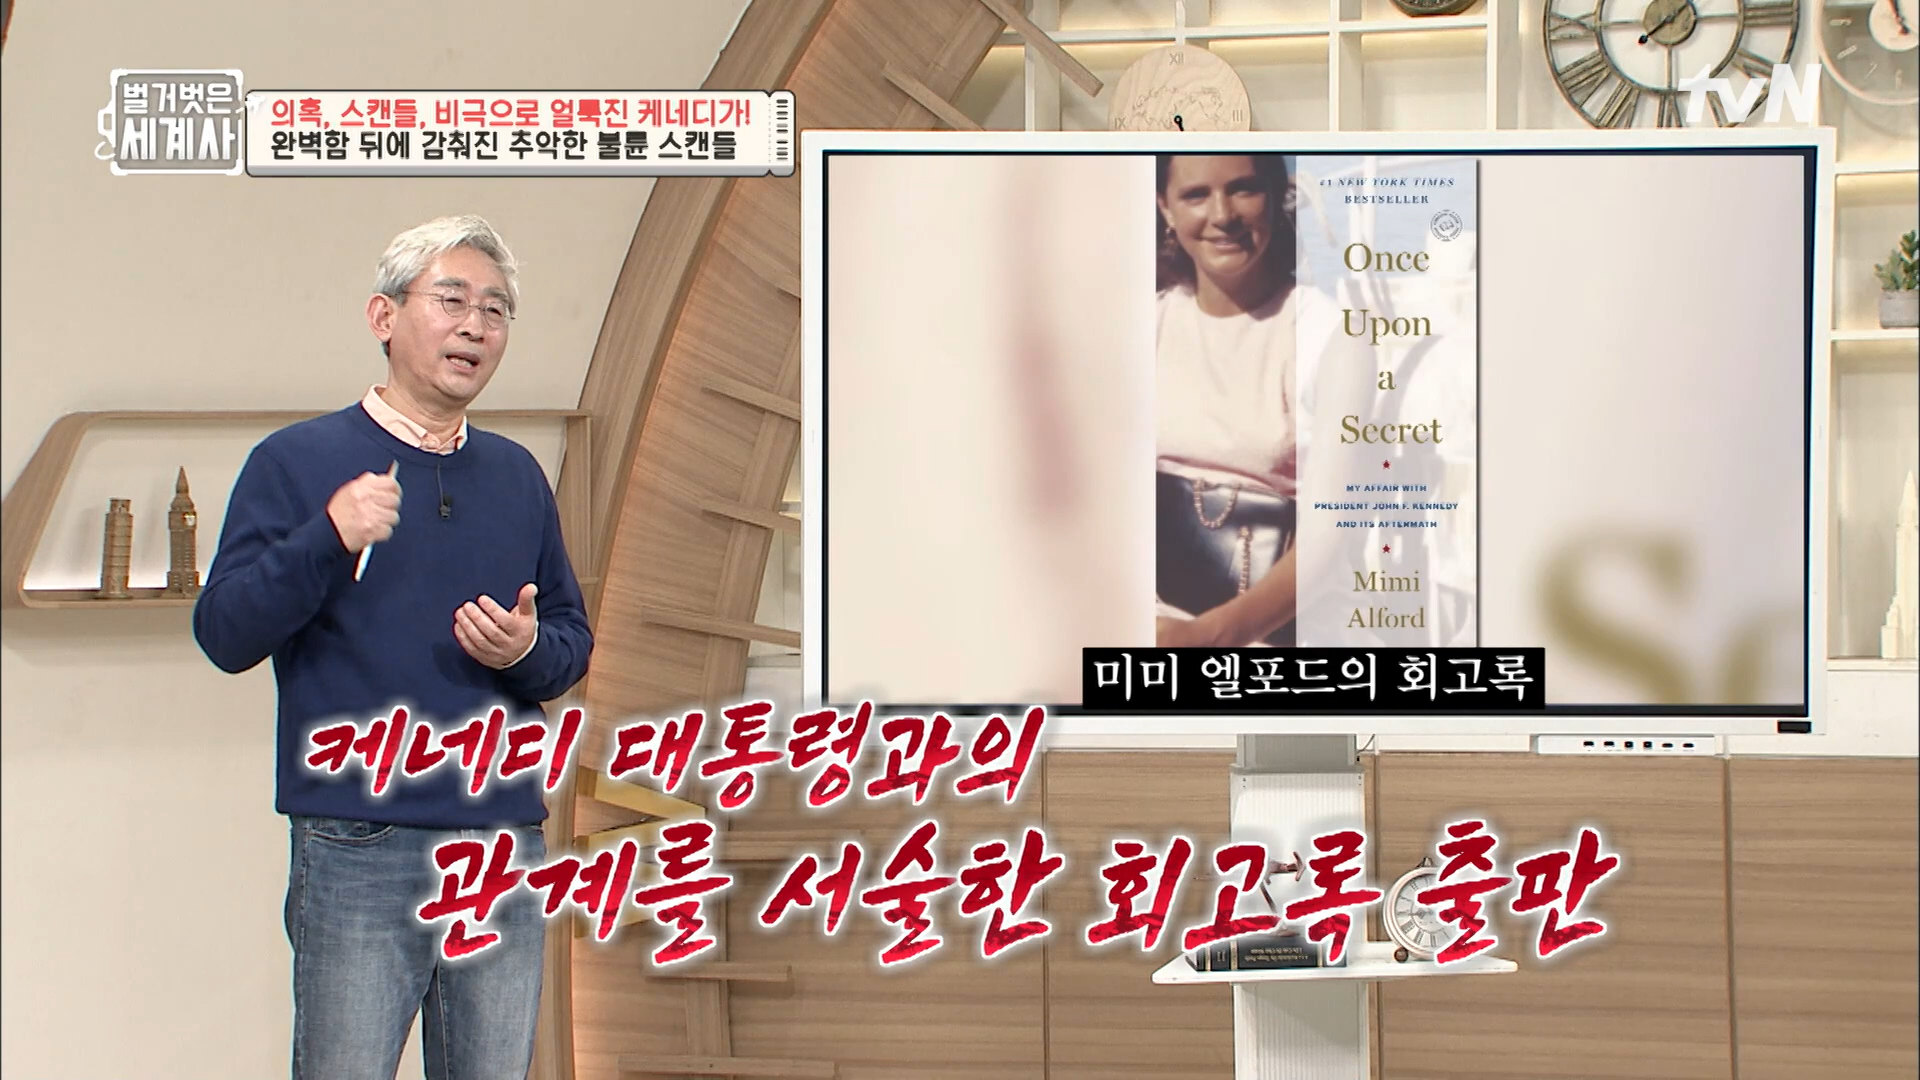 벌거벗은
세계사
의혹, 스캔들, 비극으로 얼룩진 케네디가!
완벽함 뒤에 감춰진 추악한 불륜 스캔들
tvN
XII
III
#1 NEW YORK TIMES
BESTSELLER
Once
Upon
a
Secret
MY AFFAIR WITH
PRESIDENT JOHN F. KENNEDY
AND ITS AFTERMATH
Mimi
Alford
Se
미미 엘포드의 회고록
케네디 대통령과의
관계를 서술한 회고록 출판